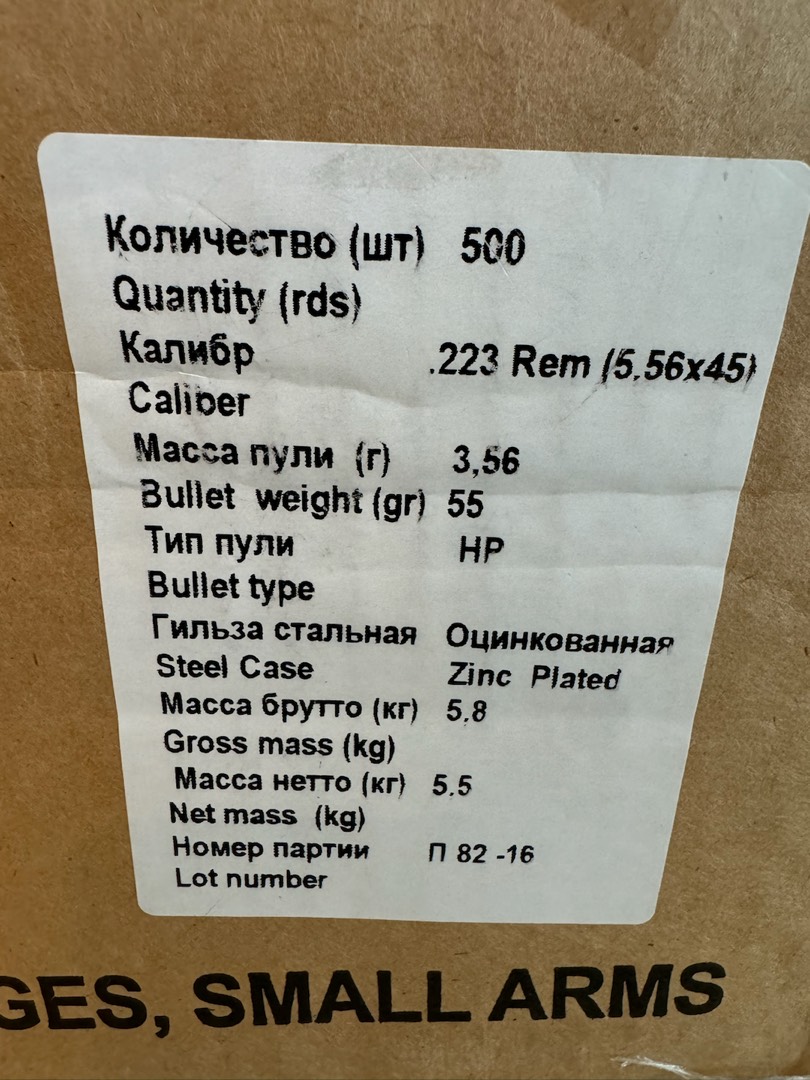 Количество (шт) 500
Quantity (rds)
Калибр .223 Rem (5.56x45)
Caliber
Масса пули (г) 3,56
Bullet weight (gr) 55
Тип пули HP
Bullet type
Гильза стальная Оцинкованная
Steel Case Zinc Plated
Масса брутто (кг) 5.8
Gross mass (kg)
Масса нетто (кг) 5.5
Net mass (kg)
Номер партии П 82 -16
Lot number
GES, SMALL ARMS